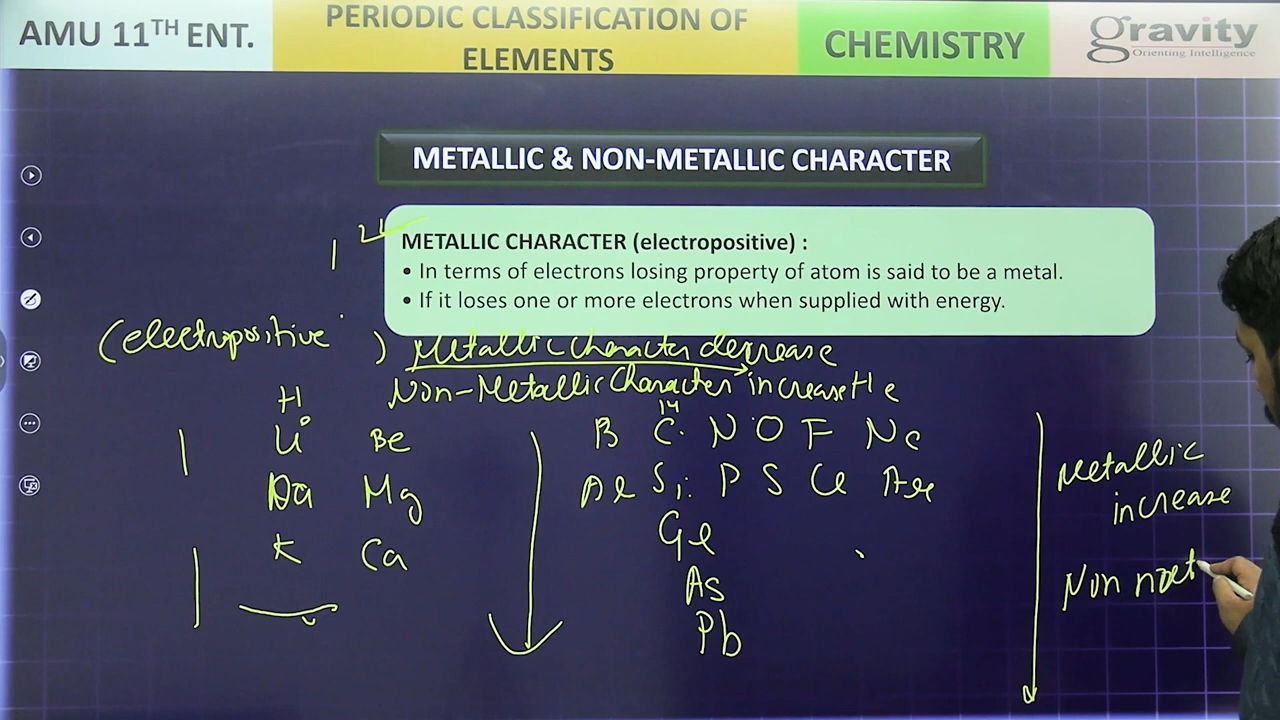 AMU 11TH ENT.
PERIODIC CLASSIFICATION OF
ELEMENTS
CHEMISTRY
gravity
Orienting Intelligence
METALLIC & NON-METALLIC CHARACTER
METALLIC CHARACTER (electropositive) :
• In terms of electrons losing property of atom is said to be a metal.
• If it loses one or more electrons when supplied with energy.
(electropositive )
Metallic Character decrease
Non-Metallic Character increase
H He
14
Li Be B C N O F Ne
Na Mg Al Si P S Cl Ar
K Ca Ge
As
Pb
Metallic
increase
Non met